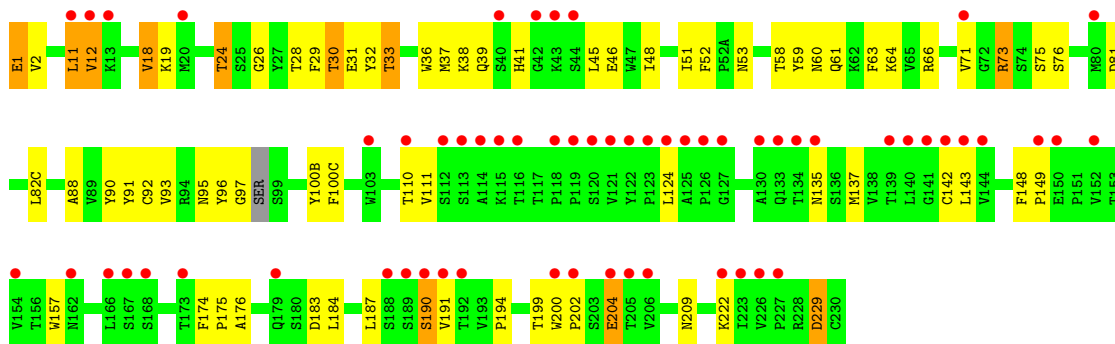 E1 V2 L11 V12 K13 V18 K19 M20 T24 S25 G26 Y27 T28 F29 T30 E31 Y32 T33 W36 M37 K38 Q39 S40 H41 G42 K43 S44 L45 E46 W47 I48 I51 F52 P52A N53 T58 Y59 N60 Q61 K62 F63 K64 V65 R66 V71 G72 R73 S74 S75 S76 M80 D81
L82C A88 V89 Y90 Y91 C92 V93 R94 N95 Y96 G97 SER S99 Y100B F100C W103 T110 V111 S112 S113 A114 K115 T116 T117 P118 P119 S120 V121 Y122 P123 L124 A125 P126 G127 A130 Q133 T134 N135 S136 M137 V138 T139 L140 G141 C142 L143 V144 F148 P149 E150 P151 V152 T153
V154 T156 W157 N162 L166 S167 S168 T173 F174 P175 A176 Q179 S180 D183 L184 L187 S188 S189 S190 V191 T192 V193 P194 T199 W200 P202 S203 E204 T205 V206 N209 K222 I223 V226 P227 R228 D229 C230